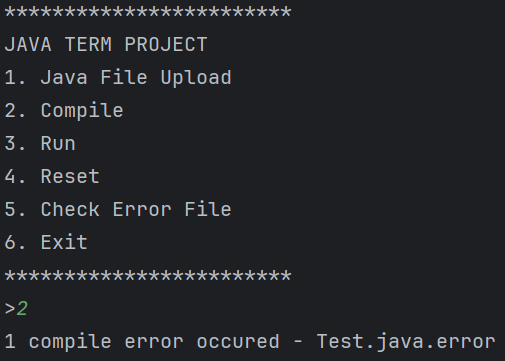 ************************
JAVA TERM PROJECT
1. Java File Upload
2. Compile
3. Run
4. Reset
5. Check Error File
6. Exit
************************
>2
1 compile error occured - Test.java.error